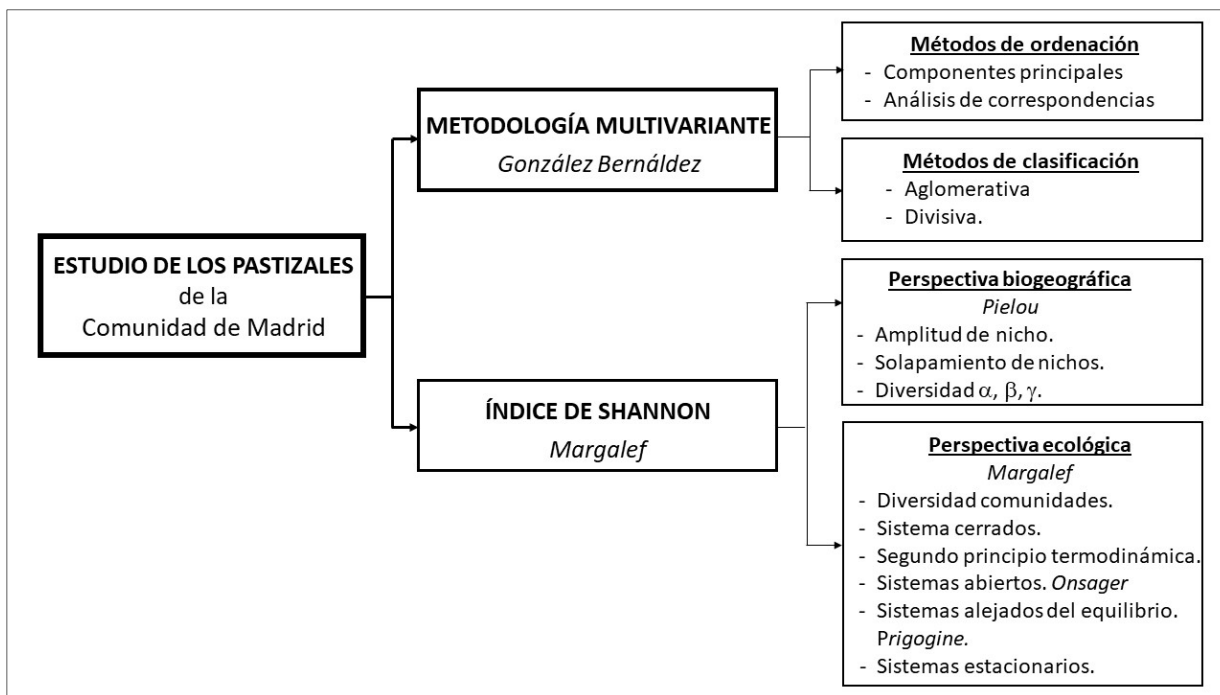 ESTUDIO DE LOS PASTIZALES
de la
Comunidad de Madrid
METODOLOGÍA MULTIVARIANTE
González Bernáldez
ÍNDICE DE SHANNON
Margalef
Métodos de ordenación
- Componentes principales
- Análisis de correspondencias
Métodos de clasificación
- Aglomerativa
- Divisiva.
Perspectiva biogeográfica
Pielou
- Amplitud de nicho.
- Solapamiento de nichos.
- Diversidad α, β, γ.
Perspectiva ecológica
Margalef
- Diversidad comunidades.
- Sistema cerrados.
- Segundo principio termodinámica.
- Sistemas abiertos. Onsager
- Sistemas alejados del equilibrio.
Prigogine.
- Sistemas estacionarios.